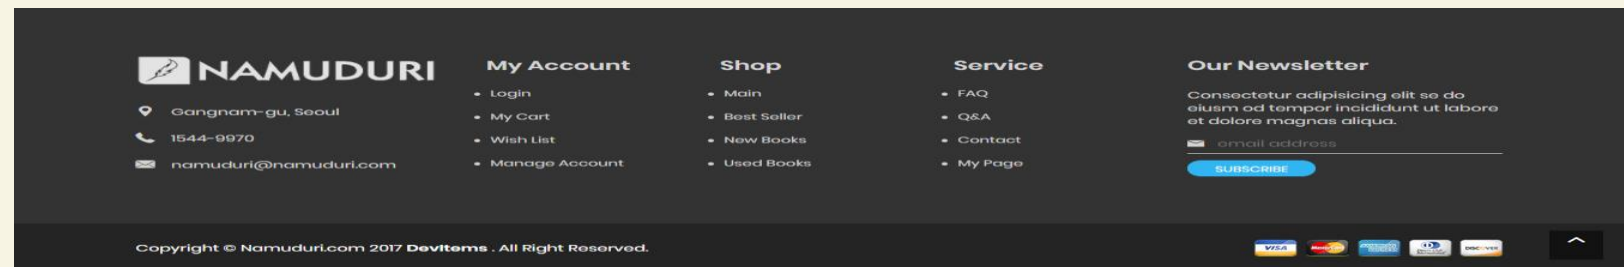 NAMUDURI
Gangnam-gu, Seoul
1544-9970
namuduri@namuduri.com
My Account
Login
My Cart
Wish List
Manage Account
Shop
Main
Best Seller
New Books
Used Books
Service
FAQ
Q&A
Contact
My Page
Our Newsletter
Consectetur adipisicing elit se do
eiusm od tempor incididunt ut labore
et dolore magnas aliqua.
email address
SUBSCRIBE
Copyright © Namuduri.com 2017 DevItems . All Right Reserved.
VISA
MasterCard
DISCOVER